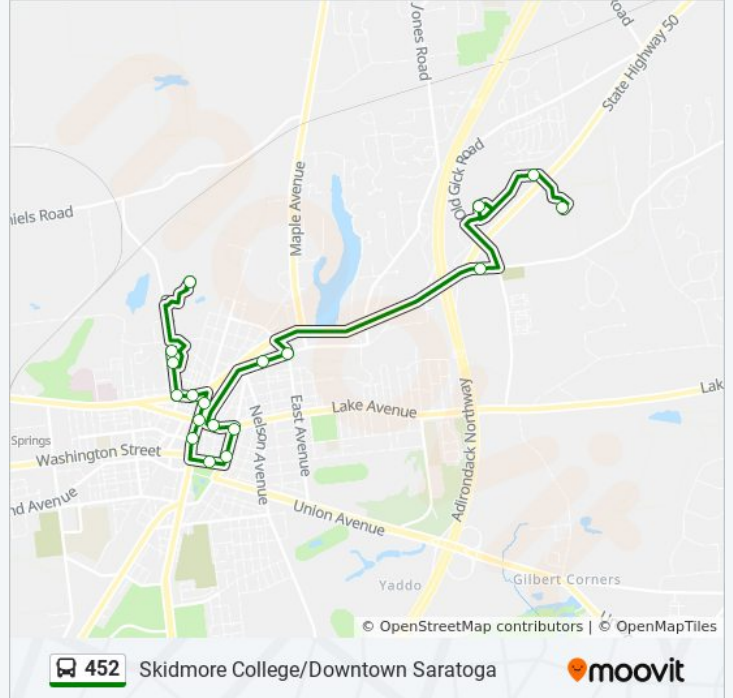 Jones Road
Road
State Highway 50
Old Gick Road
Maple Avenue
niels Road
Lake Avenue
Lak
Springs
Washington Street
Nelson Avenue
East Avenue
Adirondack Northway
nd Avenue
Union Avenue
Yaddo
Gilbert Corners
© OpenStreetMap contributors | © OpenMapTiles
452 Skidmore College/Downtown Saratoga
moovit